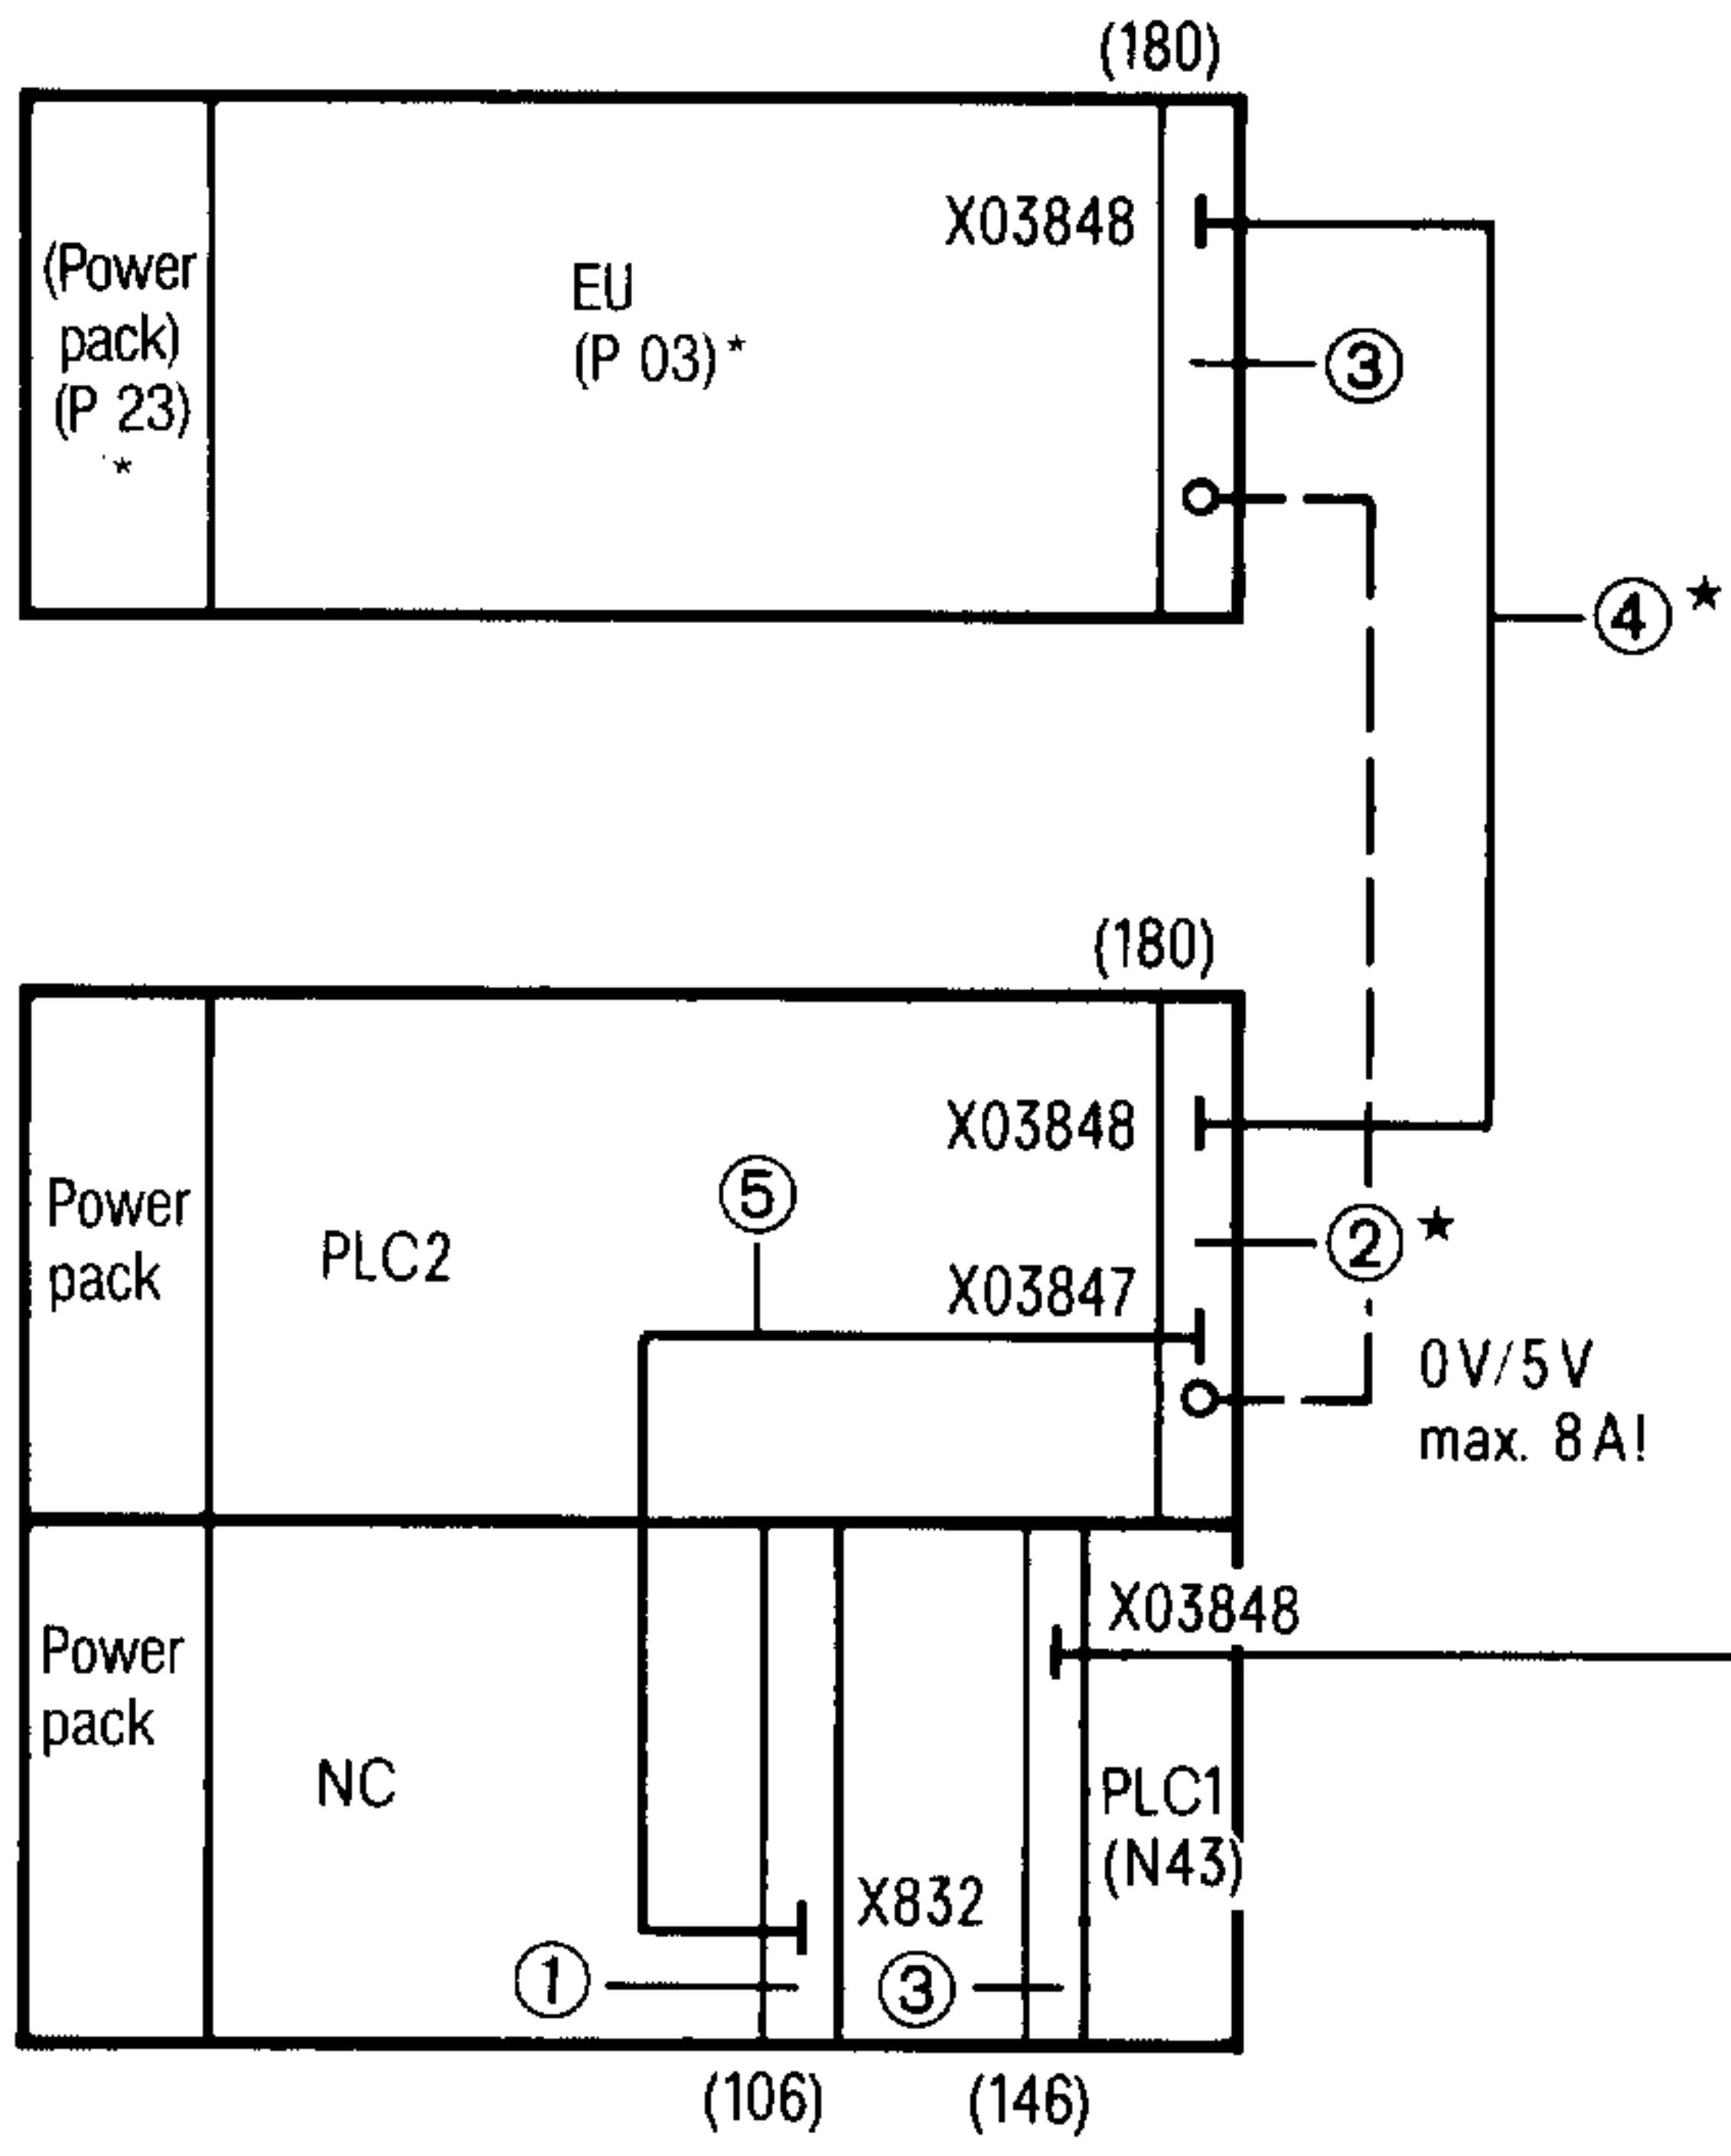 (180)
X03848
(Power
pack)
(P 23)
*
EU
(P 03)*
③
④*
(180)
X03848
Power
pack
PLC2
⑤
②*
X03847
0V/5V
max. 8A!
X03848
Power
pack
NC
PLC1
(N43)
X832
①
③
(106)
(146)